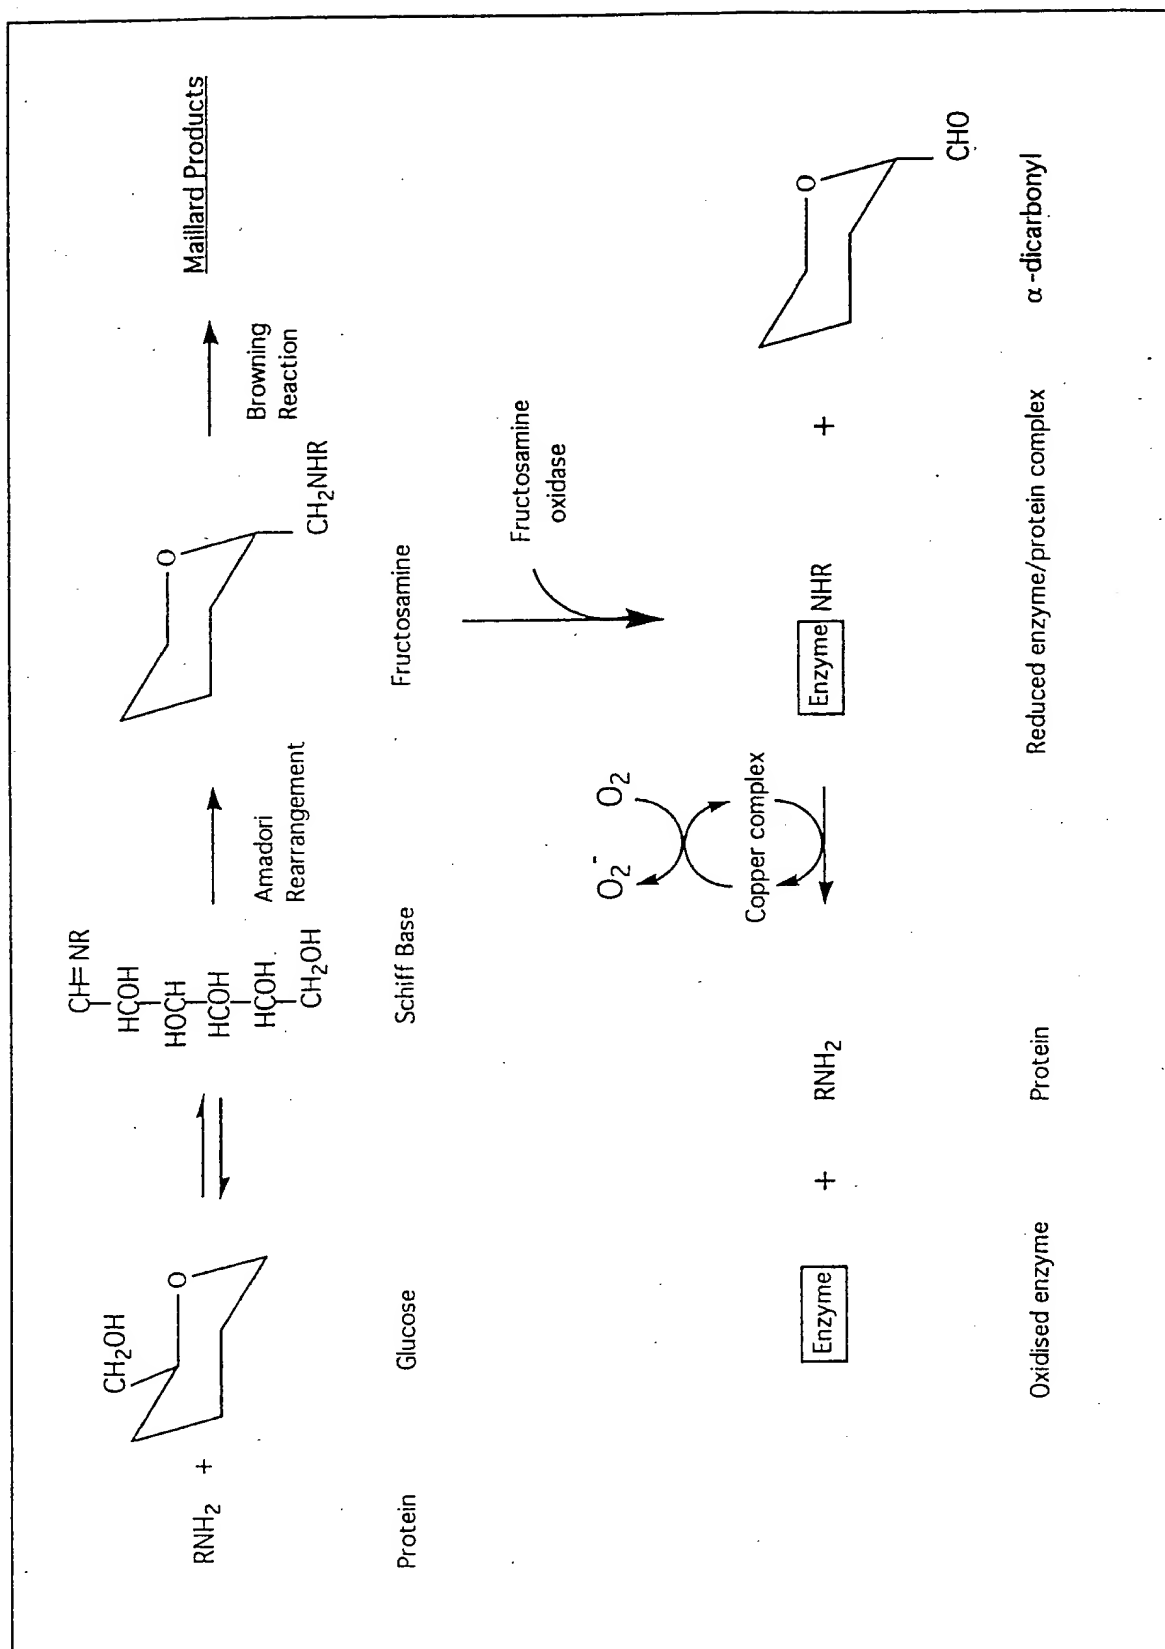 RNH2 + CH2OH O
CH=NR
HCOH
HOCH
HCOH
HCOH
CH2OH
Amadori
Rearrangement
O
CH2NHR
Browning
Reaction
Maillard Products
Protein Glucose Schiff Base Fructosamine
Fructosamine
oxidase
O2- O2
Copper complex
Enzyme + RNH2 Enzyme NHR + O CHO
Oxidised enzyme Protein Reduced enzyme/protein complex α-dicarbonyl